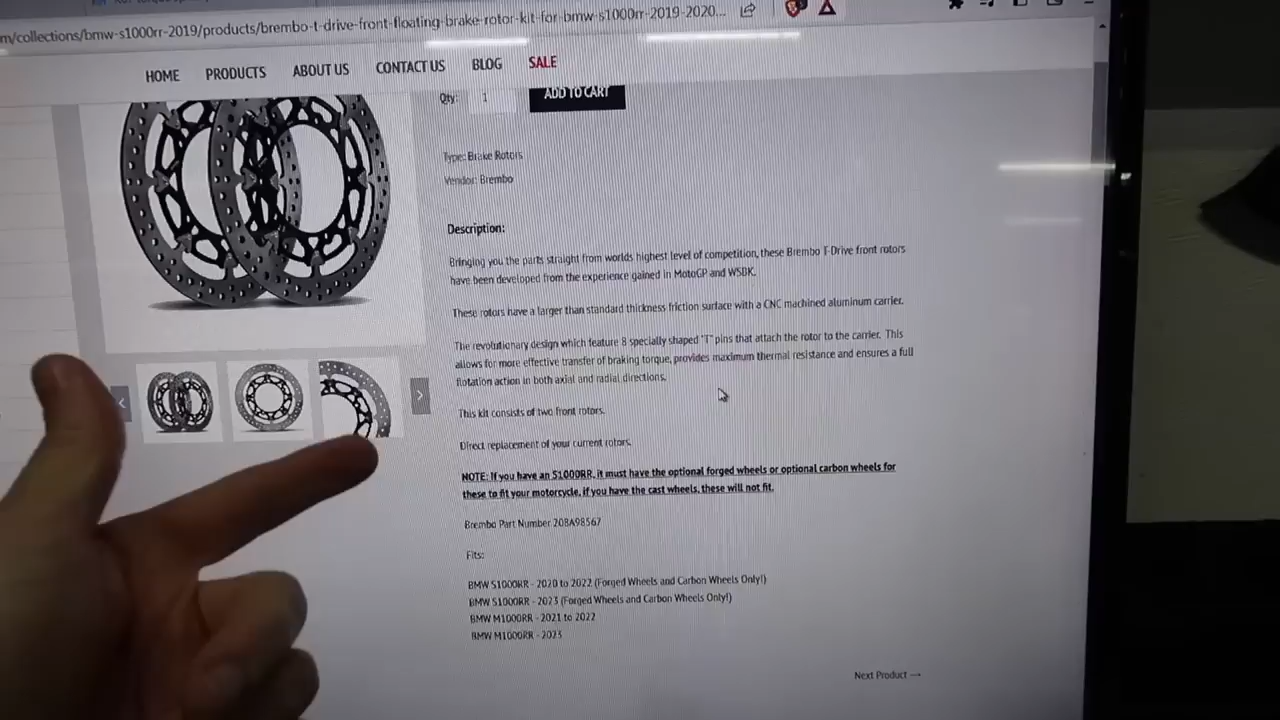 m/collections/bmw-s1000rr-2019/products/brembo-t-drive-front-floating-brake-rotor-kit-for-bmw-s1000rr-2019-2020...
HOME PRODUCTS ABOUT US CONTACT US BLOG SALE
Qty: 1 ADD TO CART
Type: Brake Rotors
Vendor: Brembo
Description:
Bringing you the parts straight from worlds highest level of competition, these Brembo T-Drive front rotors
have been developed from the experience gained in MotoGP and WSBK.
These rotors have a larger than standard thickness friction surface with a CNC machined aluminum carrier.
The revolutionary design which feature 8 specially shaped "T" pins that attach the rotor to the carrier. This
allows for more effective transfer of braking torque, provides maximum thermal resistance and ensures a full
flotation action in both axial and radial directions.
This kit consists of two front rotors.
Direct replacement of your current rotors.
NOTE: If you have an S1000RR, it must have the optional forged wheels or optional carbon wheels for
these to fit your motorcycle, if you have the cast wheels, these will not fit.
Brembo Part Number 208A98567
Fits:
BMW S1000RR - 2020 to 2022 (Forged Wheels and Carbon Wheels Only!)
BMW S1000RR - 2023 (Forged Wheels and Carbon Wheels Only!)
BMW M1000RR - 2021 to 2022
BMW M1000RR - 2023
Next Product →